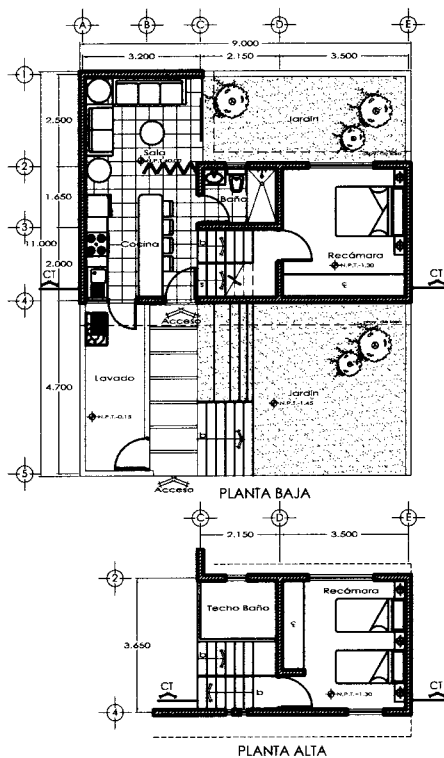 A B C D E
9.000
3.200 2.150 3.500
1
2.500
Jardín
Sala
2
1.650
Baño
3
Cocina
Recámara
11.000
2.000
N.P.T.-1.30
CT CT
4
Acceso
Lavado
4.700
Jardín
N.P.T.-0.15
N.P.T.-1.45
b
5
Acceso
PLANTA BAJA
C D E
2.150 3.500
2
Recámara
Techo Baño
c
3.650
b
b
CT CT
N.P.T.+1.30
4
PLANTA ALTA